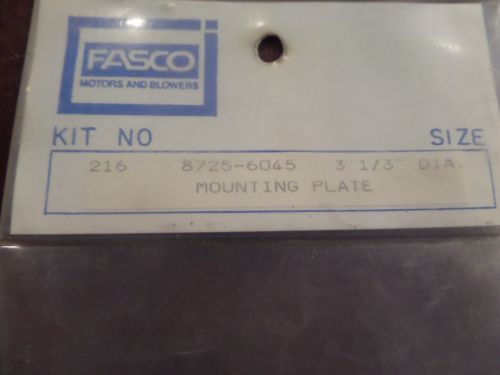 FASCO
MOTORS AND BLOWERS
KIT NO SIZE
216 8725-6045 3 1/3" DIA.
MOUNTING PLATE